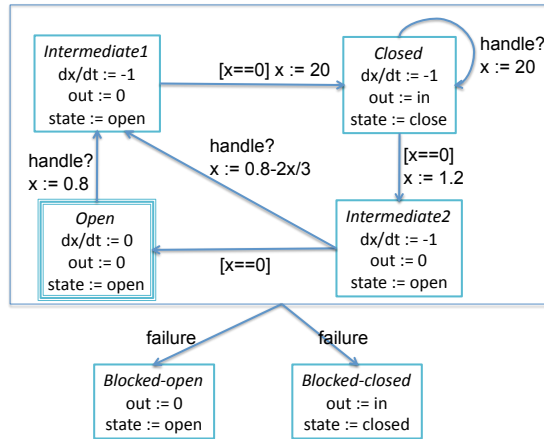 Intermediate1
dx/dt := -1
out := 0
state := open
[x==0] x := 20
Closed
dx/dt := -1
out := in
state := close
handle?
x := 20
handle?
x := 0.8
handle?
x := 0.8-2x/3
[x==0]
x := 1.2
Open
dx/dt := 0
out := 0
state := open
[x==0]
Intermediate2
dx/dt := -1
out := 0
state := open
failure
failure
Blocked-open
out := 0
state := open
Blocked-closed
out := in
state := closed